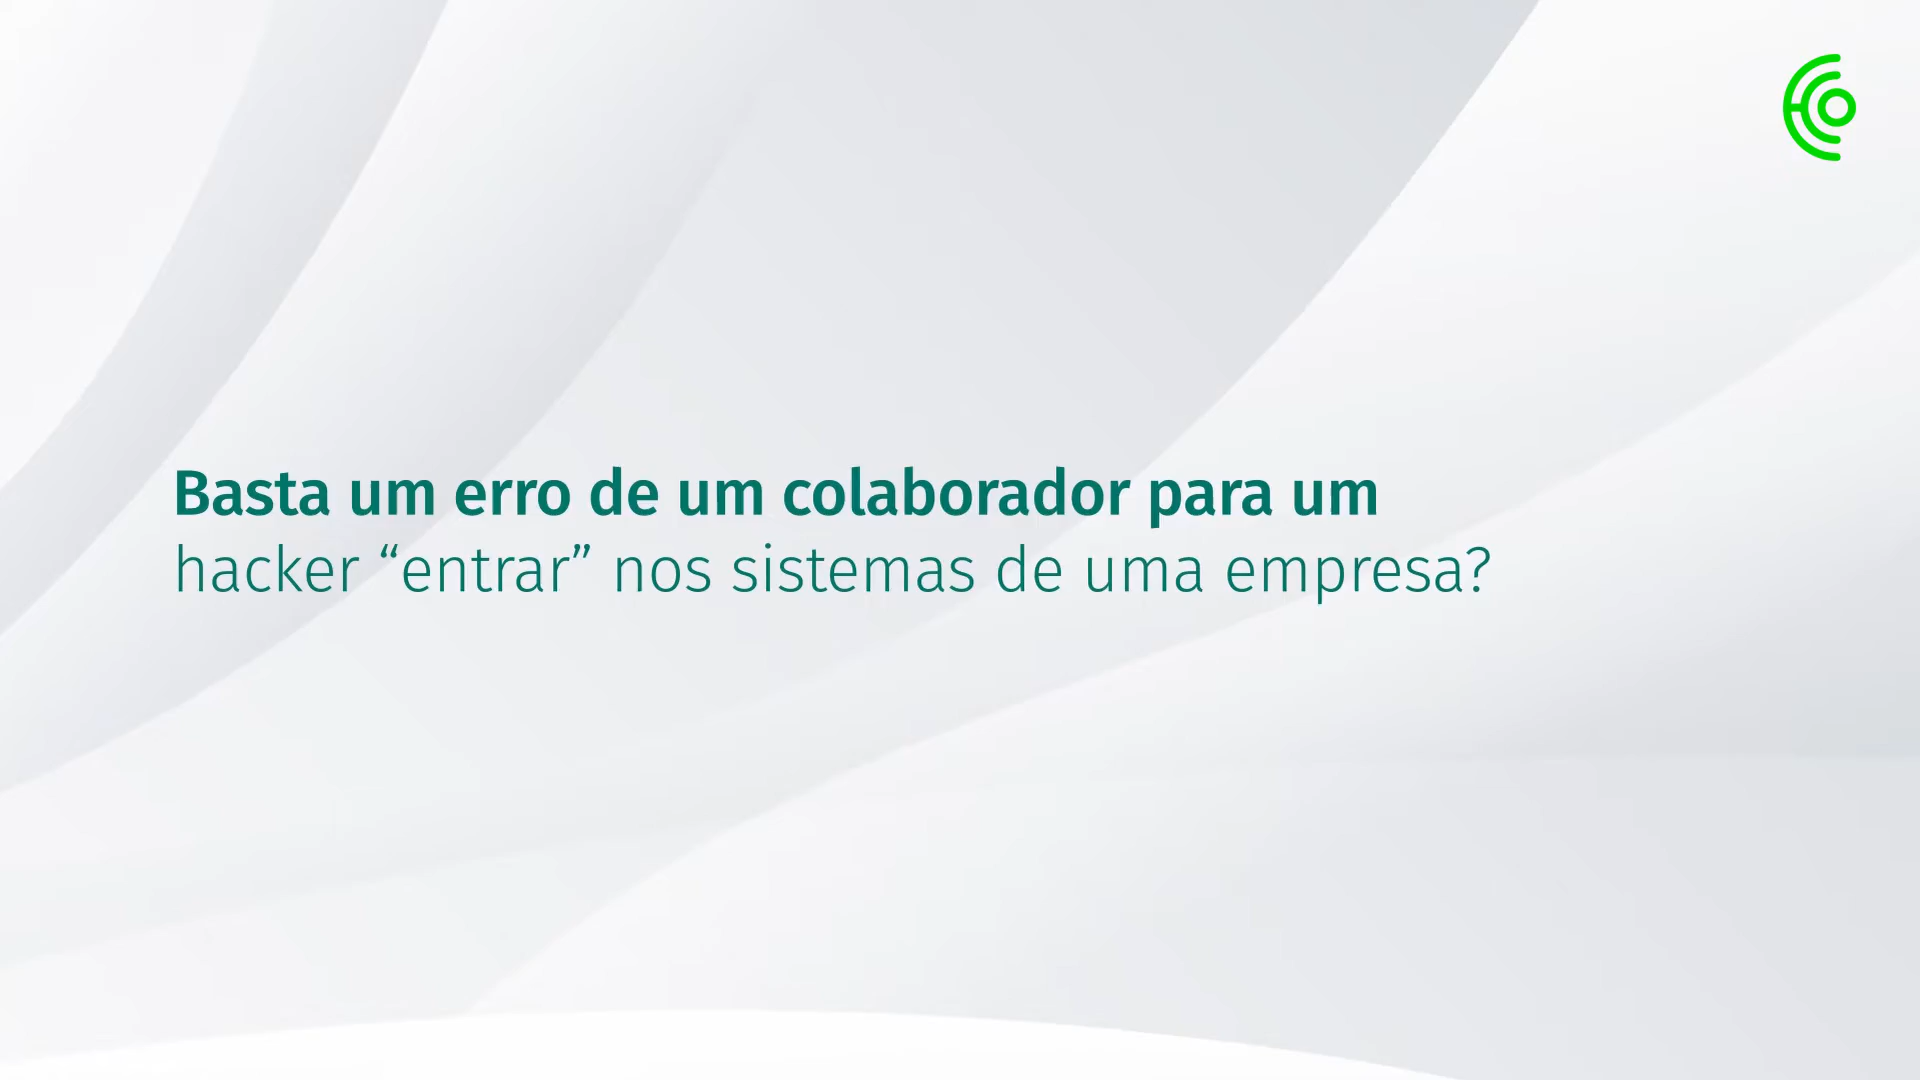 Basta um erro de um colaborador para um
hacker “entrar” nos sistemas de uma empresa?